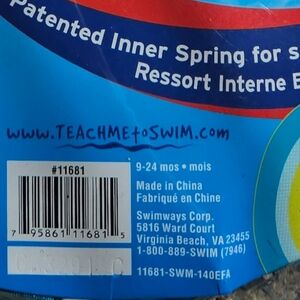 Patented Inner Spring for s
Ressort Interne E
www.TEACHMEtoSWIM.com
#11681
7 95861 11681 5
9-24 mos • mois
Made in China
Fabriqué en Chine
Swimways Corp.
5816 Ward Court
Virginia Beach, VA 23455
1-800-889-SWIM (7946)
11681-SWM-140EFA